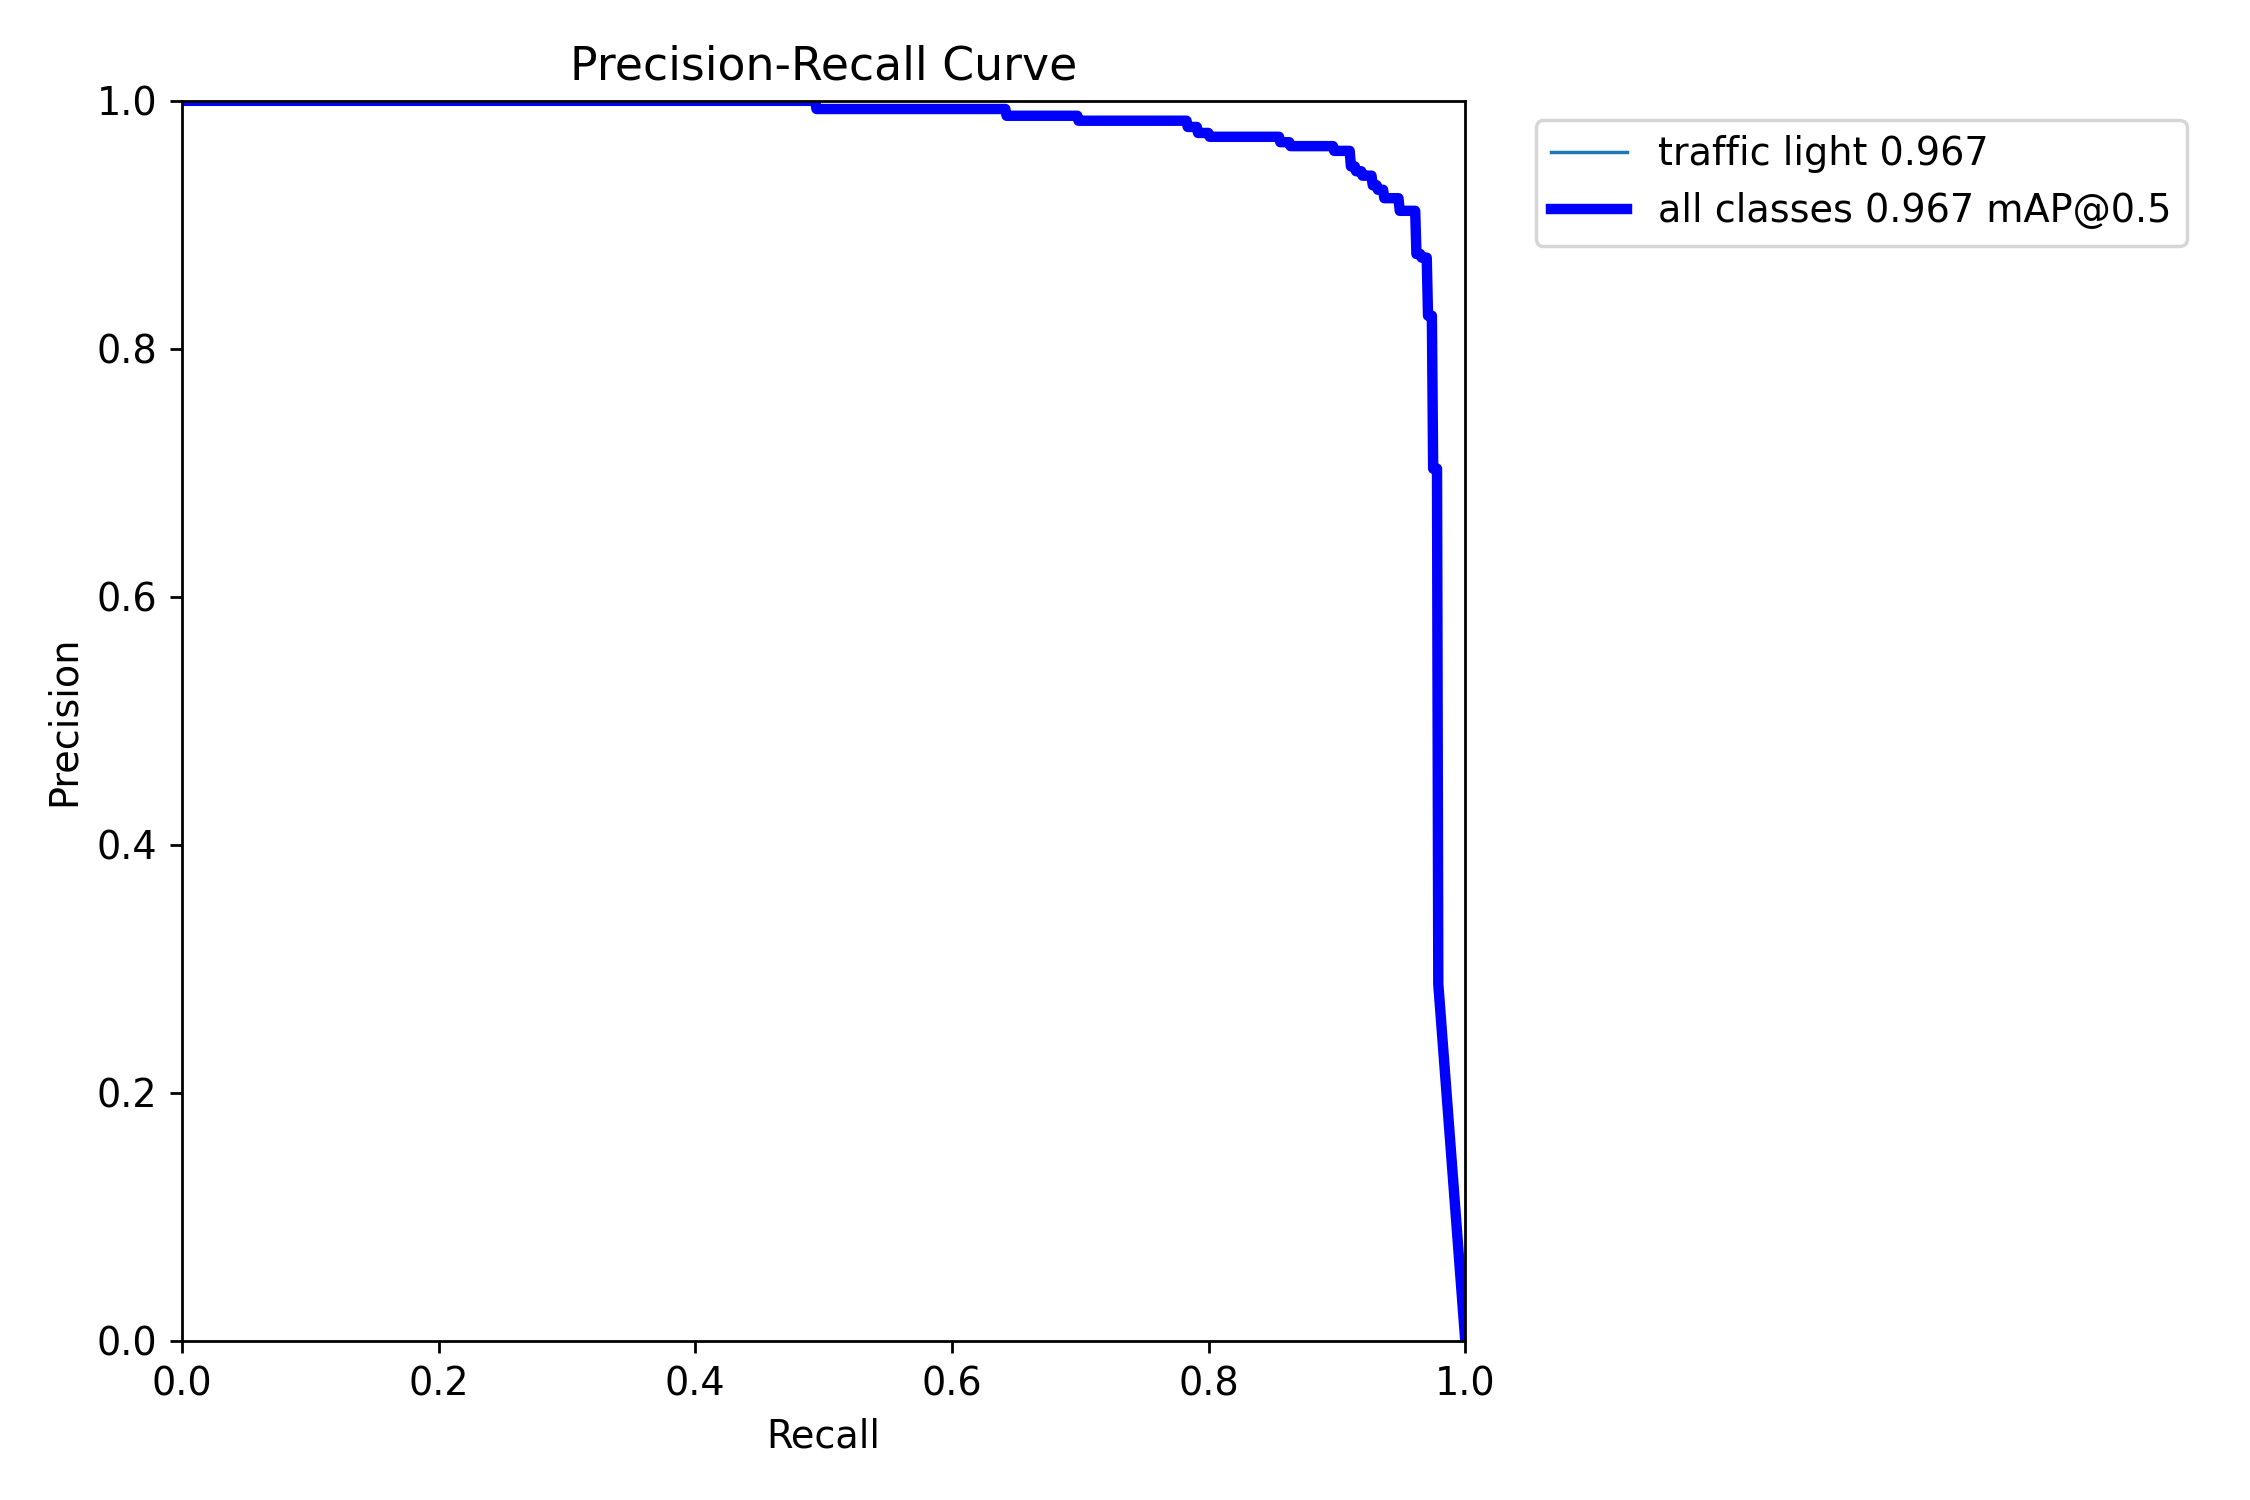 Precision-Recall Curve
1.0
0.8
0.6
0.4
0.2
0.0
Precision
0.0 0.2 0.4 0.6 0.8 1.0
Recall
traffic light 0.967
all classes 0.967 mAP@0.5